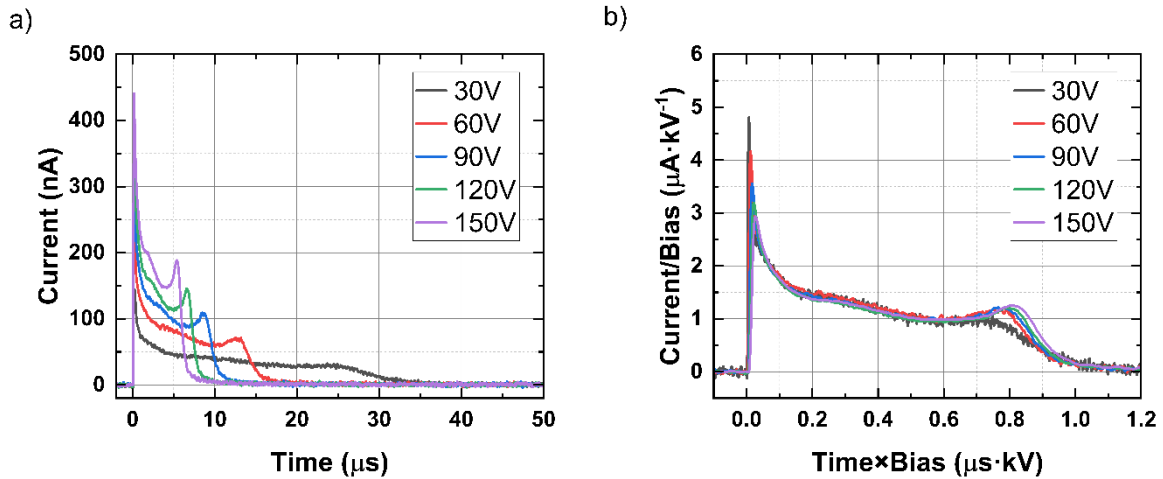 a)
500
400
300
200
100
0
Current (nA)
0 10 20 30 40 50
Time (μs)
30V
60V
90V
120V
150V
b)
6
5
4
3
2
1
0
Current/Bias (μA·kV⁻¹)
0.0 0.2 0.4 0.6 0.8 1.0 1.2
Time×Bias (μs·kV)
30V
60V
90V
120V
150V